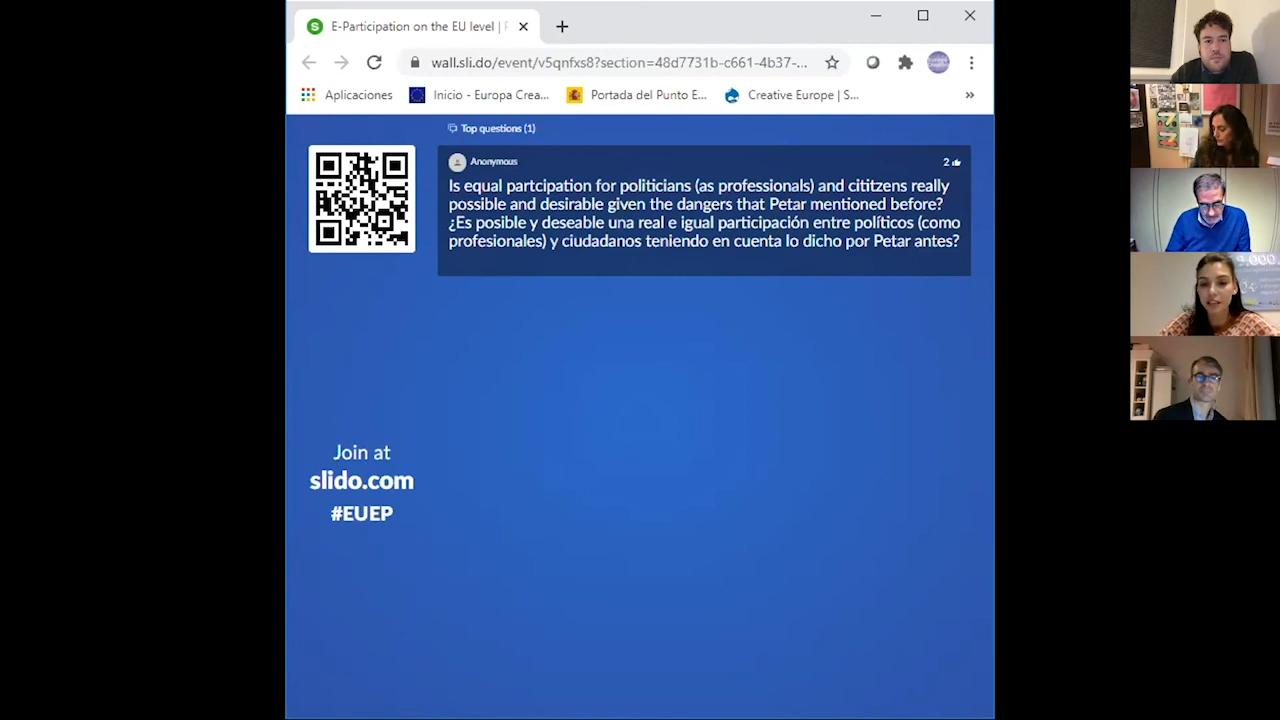 E-Participation on the EU level |
wall.sli.do/event/v5qnfxs8?section=48d7731b-c661-4b37-...
Aplicaciones Inicio - Europa Crea... Portada del Punto E... Creative Europe | S... »
Top questions (1)
Anonymous 2
Is equal partcipation for politicians (as professionals) and cititzens really
possible and desirable given the dangers that Petar mentioned before?
¿Es posible y deseable una real e igual participación entre políticos (como
profesionales) y ciudadanos teniendo en cuenta lo dicho por Petar antes?
Join at
slido.com
#EUEP